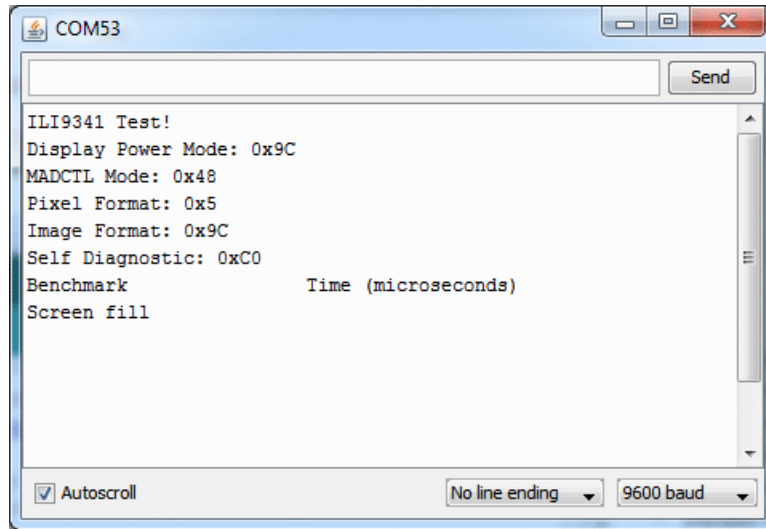 COM53
Send
ILI9341 Test!
Display Power Mode: 0x9C
MADCTL Mode: 0x48
Pixel Format: 0x5
Image Format: 0x9C
Self Diagnostic: 0xC0
Benchmark                Time (microseconds)
Screen fill
Autoscroll No line ending 9600 baud